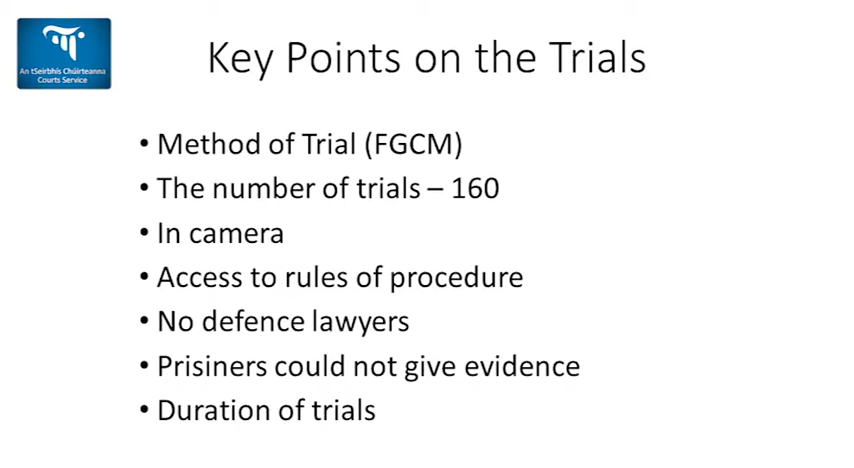 An tSeirbhís Chúirteanna
Courts Service
Key Points on the Trials
• Method of Trial (FGCM)
• The number of trials – 160
• In camera
• Access to rules of procedure
• No defence lawyers
• Prisiners could not give evidence
• Duration of trials